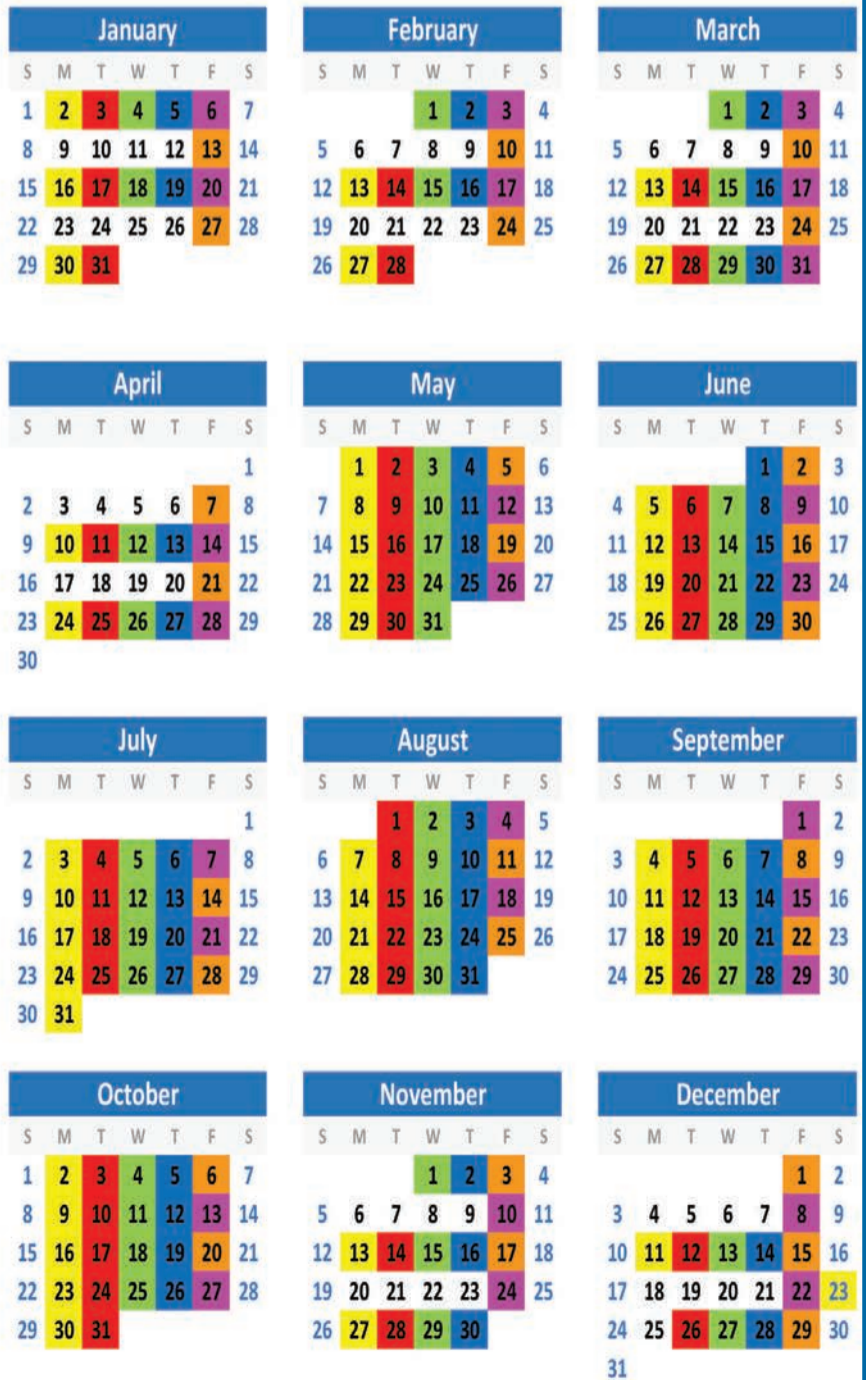 January
S M T W T F S
1 2 3 4 5 6 7
8 9 10 11 12 13 14
15 16 17 18 19 20 21
22 23 24 25 26 27 28
29 30 31
February
S M T W T F S
1 2 3 4
5 6 7 8 9 10 11
12 13 14 15 16 17 18
19 20 21 22 23 24 25
26 27 28
March
S M T W T F S
1 2 3 4
5 6 7 8 9 10 11
12 13 14 15 16 17 18
19 20 21 22 23 24 25
26 27 28 29 30 31
April
S M T W T F S
1
2 3 4 5 6 7 8
9 10 11 12 13 14 15
16 17 18 19 20 21 22
23 24 25 26 27 28 29
30
May
S M T W T F S
1 2 3 4 5 6
7 8 9 10 11 12 13
14 15 16 17 18 19 20
21 22 23 24 25 26 27
28 29 30 31
June
S M T W T F S
1 2 3
4 5 6 7 8 9 10
11 12 13 14 15 16 17
18 19 20 21 22 23 24
25 26 27 28 29 30
July
S M T W T F S
1
2 3 4 5 6 7 8
9 10 11 12 13 14 15
16 17 18 19 20 21 22
23 24 25 26 27 28 29
30 31
August
S M T W T F S
1 2 3 4 5
6 7 8 9 10 11 12
13 14 15 16 17 18 19
20 21 22 23 24 25 26
27 28 29 30 31
September
S M T W T F S
1 2
3 4 5 6 7 8 9
10 11 12 13 14 15 16
17 18 19 20 21 22 23
24 25 26 27 28 29 30
October
S M T W T F S
1 2 3 4 5 6 7
8 9 10 11 12 13 14
15 16 17 18 19 20 21
22 23 24 25 26 27 28
29 30 31
November
S M T W T F S
1 2 3 4
5 6 7 8 9 10 11
12 13 14 15 16 17 18
19 20 21 22 23 24 25
26 27 28 29 30
December
S M T W T F S
1 2
3 4 5 6 7 8 9
10 11 12 13 14 15 16
17 18 19 20 21 22 23
24 25 26 27 28 29 30
31